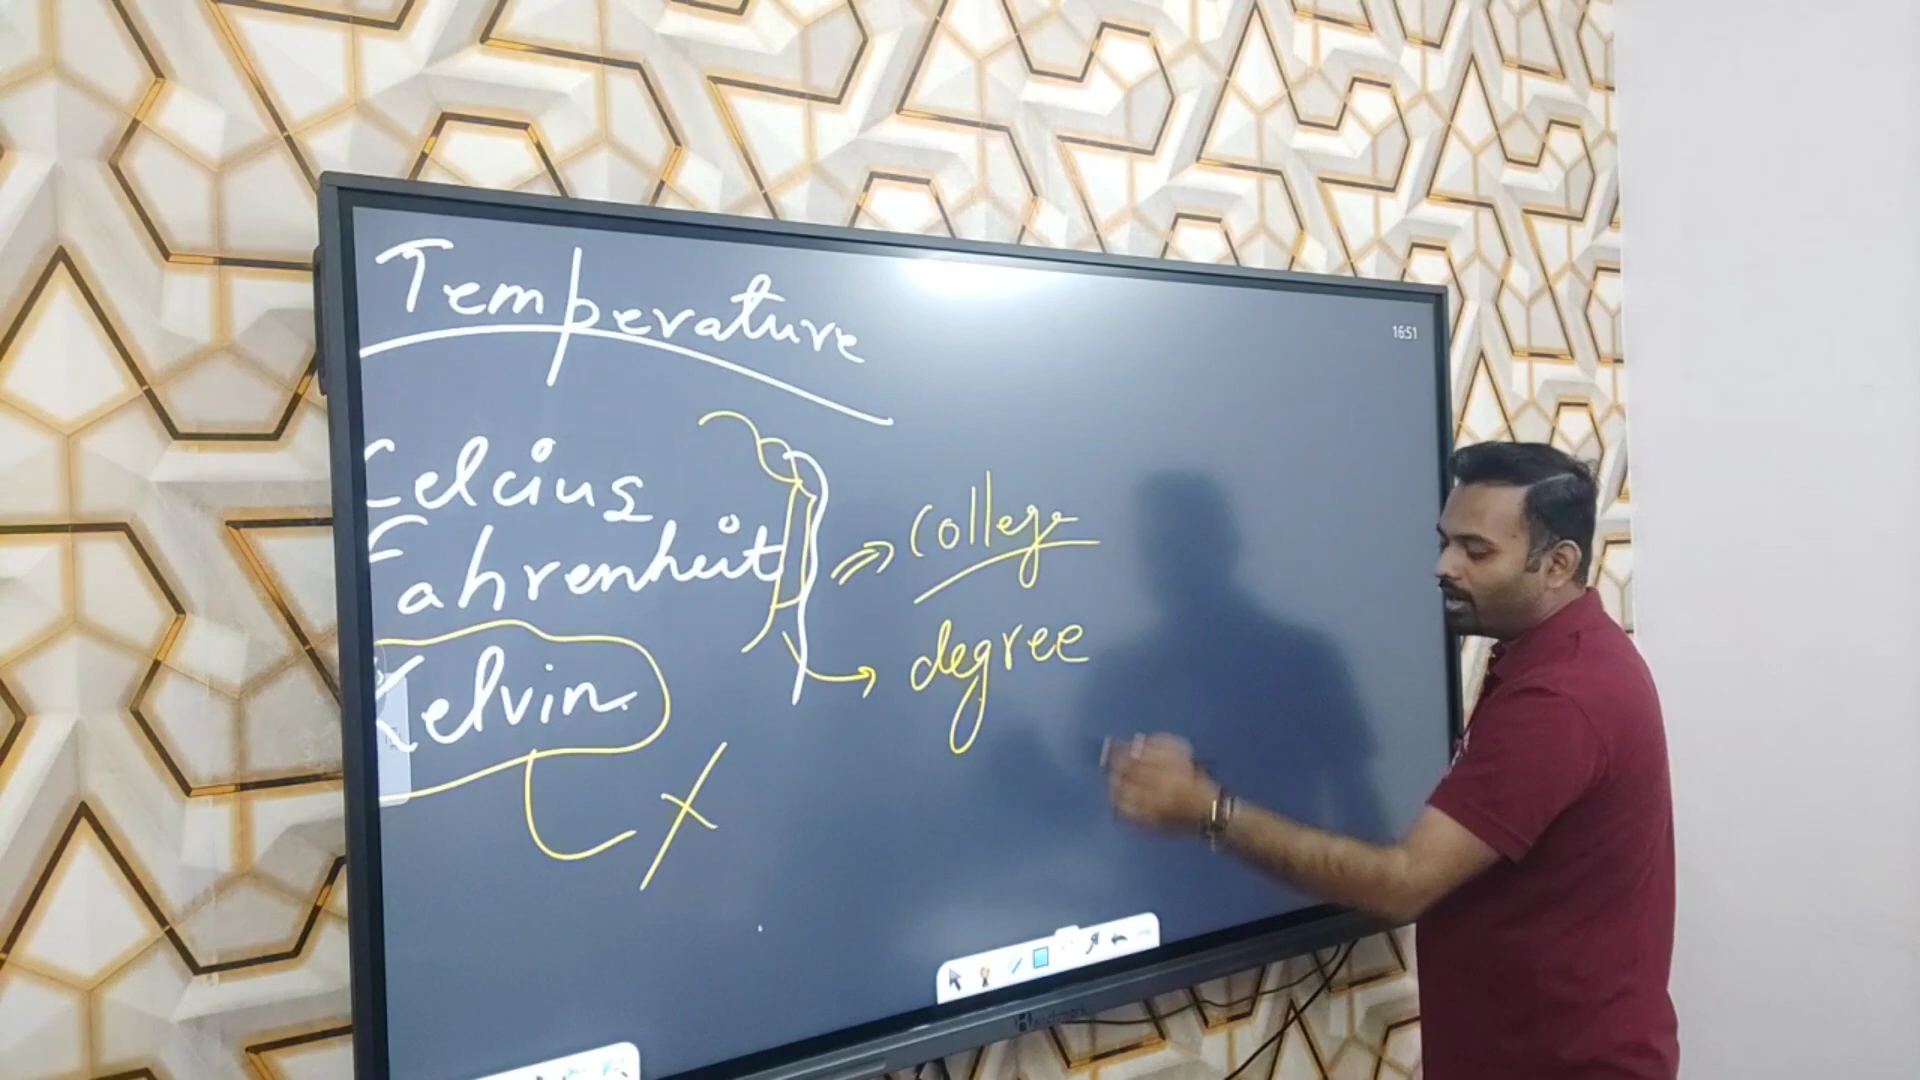 Temperature
16:51
Celcius
Fahrenheit
College
Kelvin
degree
X